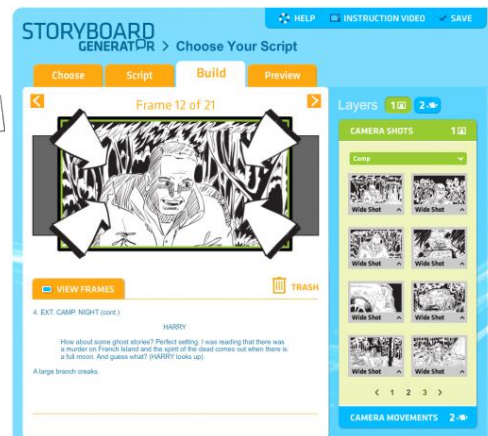 HELP INSTRUCTION VIDEO SAVE
STORYBOARD
GENERATOR > Choose Your Script
Choose Script Build Preview
Frame 12 of 21
VIEW FRAMES
TRASH
4. EXT. CAMP. NIGHT (cont.)
HARRY
How about some ghost stories? Perfect setting. I was reading that there was
a murder on French Island and the spirit of the dead comes out when there is
a full moon. And guess what? (HARRY looks up).
A large branch creaks.
Layers 1 2
CAMERA SHOTS 1
Camp
Wide Shot Wide Shot
Wide Shot Wide Shot
Wide Shot Wide Shot
Wide Shot Wide Shot
< 1 2 3 >
CAMERA MOVEMENTS 2